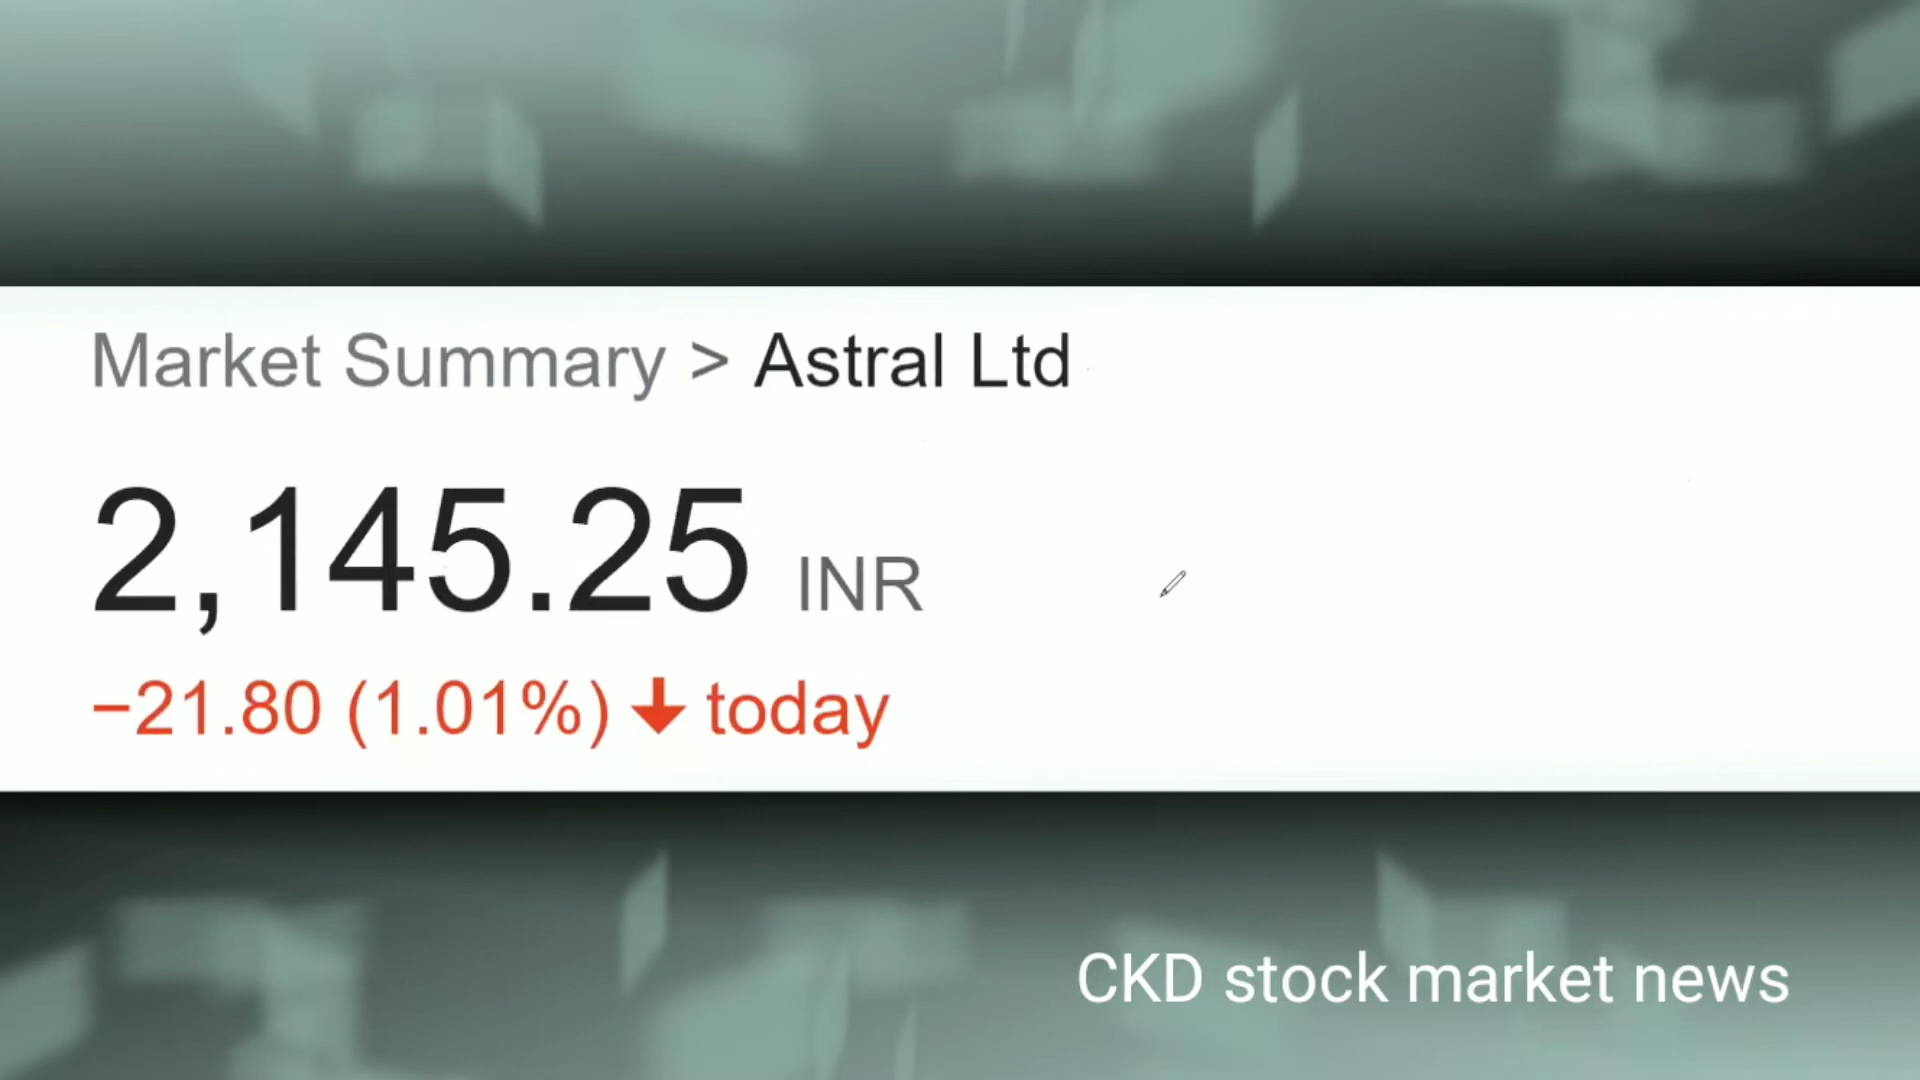 Market Summary > Astral Ltd
2,145.25 INR
−21.80 (1.01%) ↓ today
CKD stock market news